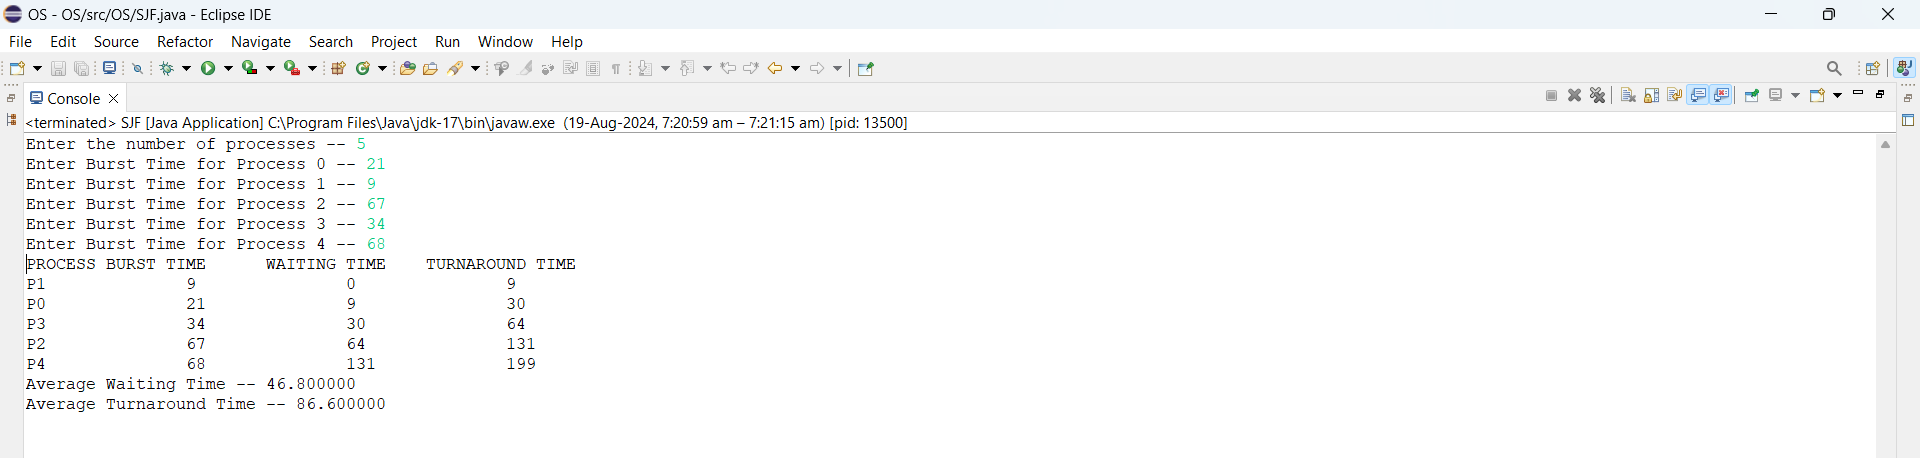 OS - OS/src/OS/SJF.java - Eclipse IDE
File Edit Source Refactor Navigate Search Project Run Window Help
Console
<terminated> SJF [Java Application] C:\Program Files\Java\jdk-17\bin\javaw.exe (19-Aug-2024, 7:20:59 am – 7:21:15 am) [pid: 13500]
Enter the number of processes -- 5
Enter Burst Time for Process 0 -- 21
Enter Burst Time for Process 1 -- 9
Enter Burst Time for Process 2 -- 67
Enter Burst Time for Process 3 -- 34
Enter Burst Time for Process 4 -- 68
PROCESS BURST TIME WAITING TIME TURNAROUND TIME
P1 9 0 9
P0 21 9 30
P3 34 30 64
P2 67 64 131
P4 68 131 199
Average Waiting Time -- 46.800000
Average Turnaround Time -- 86.600000